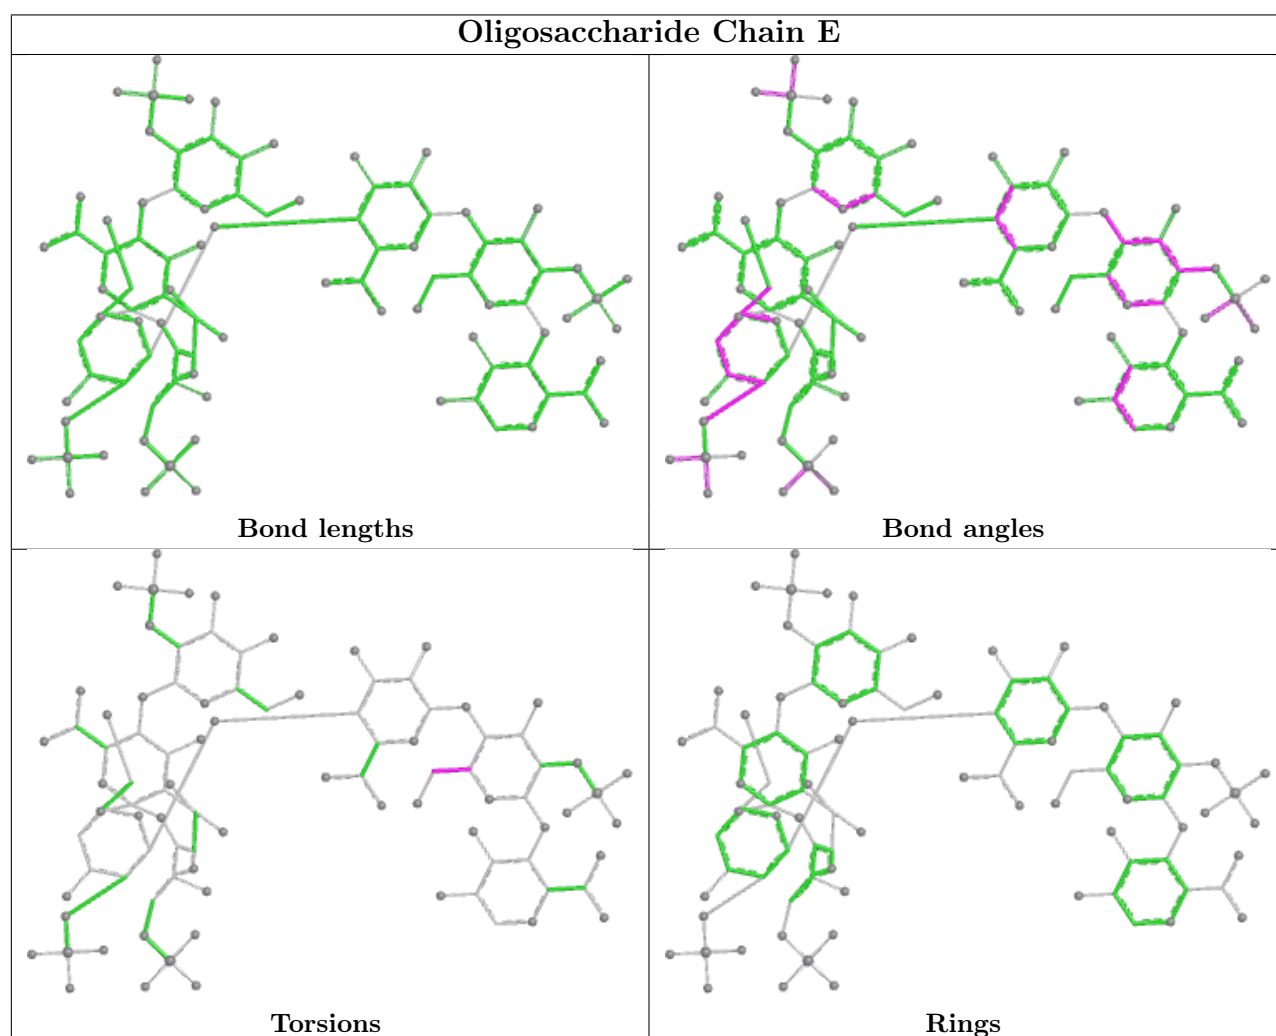 Oligosaccharide Chain E
Bond lengths
Bond angles
Torsions
Rings